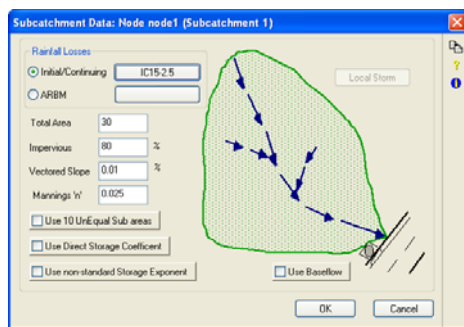 Subcatchment Data: Node node1 (Subcatchment 1)
Rainfall Losses
Initial/Continuing IC15-2.5
ARBM
Local Storm
Total Area 30
Impervious 80 %
Vectored Slope 0.01 %
Mannings 'n' 0.025
Use 10 UnEqual Sub areas
Use Direct Storage Coefficent
Use non-standard Storage Exponent
Use Baseflow
OK Cancel